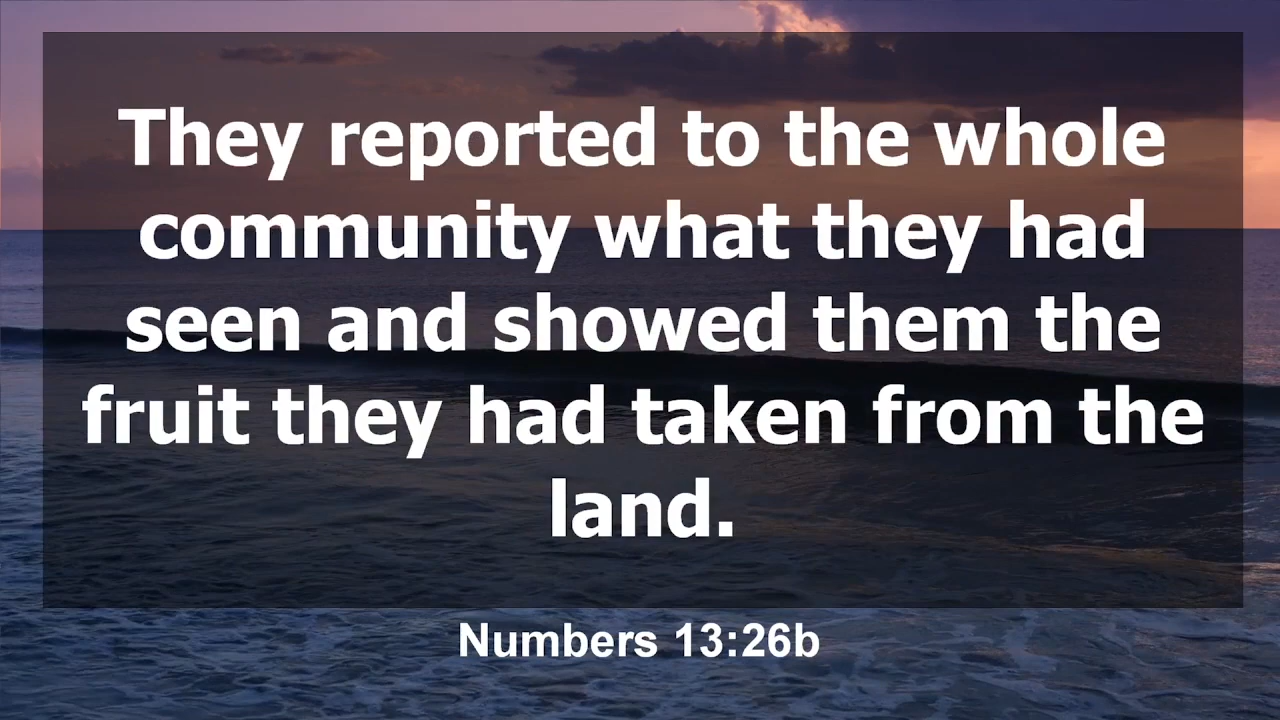 They reported to the whole
community what they had
seen and showed them the
fruit they had taken from the
land.
Numbers 13:26b